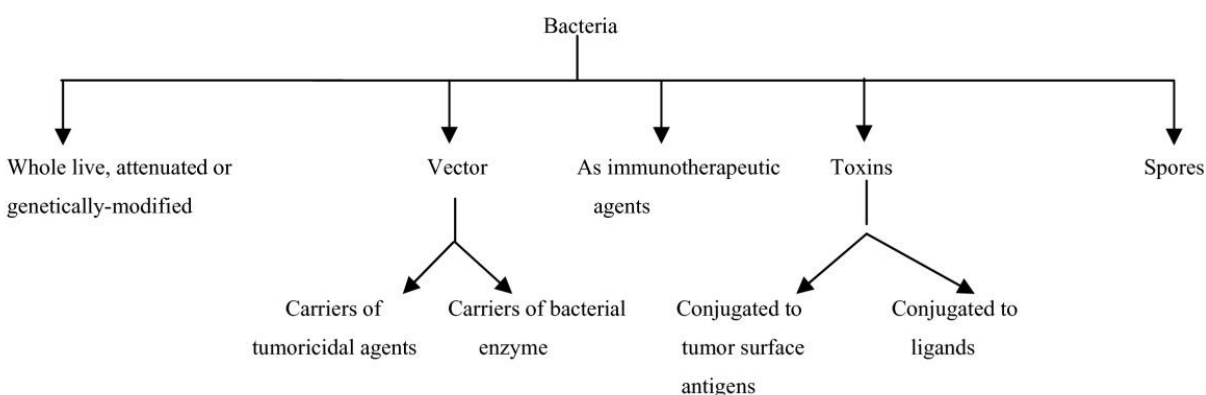 Bacteria
Whole live, attenuated or
genetically-modified
Vector
As immunotherapeutic
agents
Toxins
Spores
Carriers of
tumoricidal agents
Carriers of bacterial
enzyme
Conjugated to
tumor surface
antigens
Conjugated to
ligands